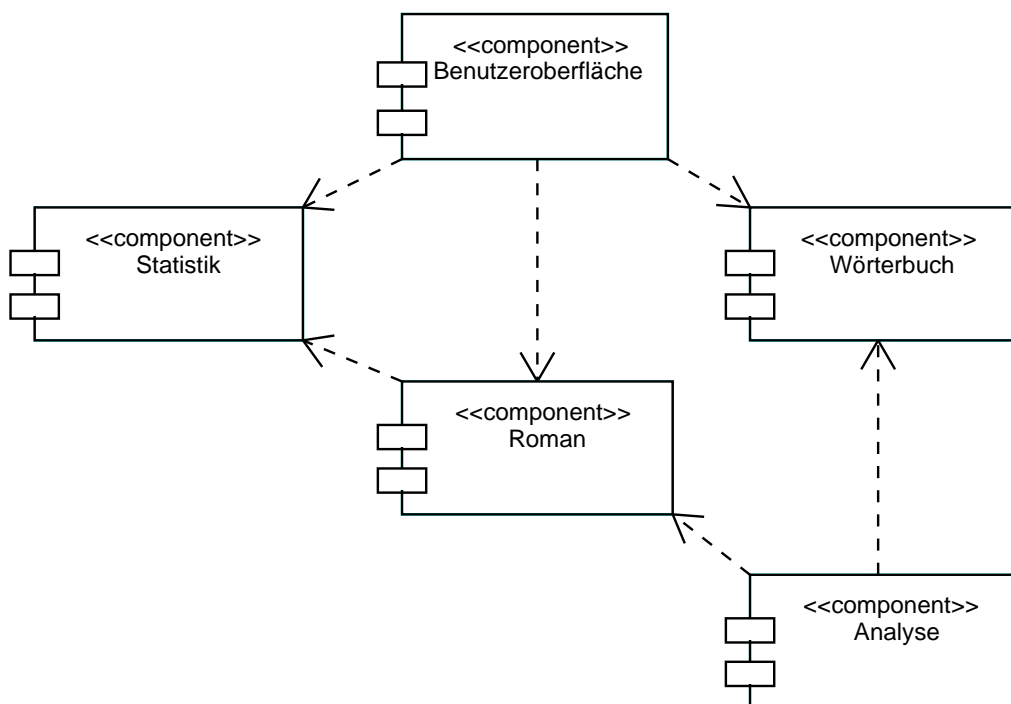 <<component>>
Benutzeroberfläche
<<component>>
Statistik
<<component>>
Wörterbuch
<<component>>
Roman
<<component>>
Analyse